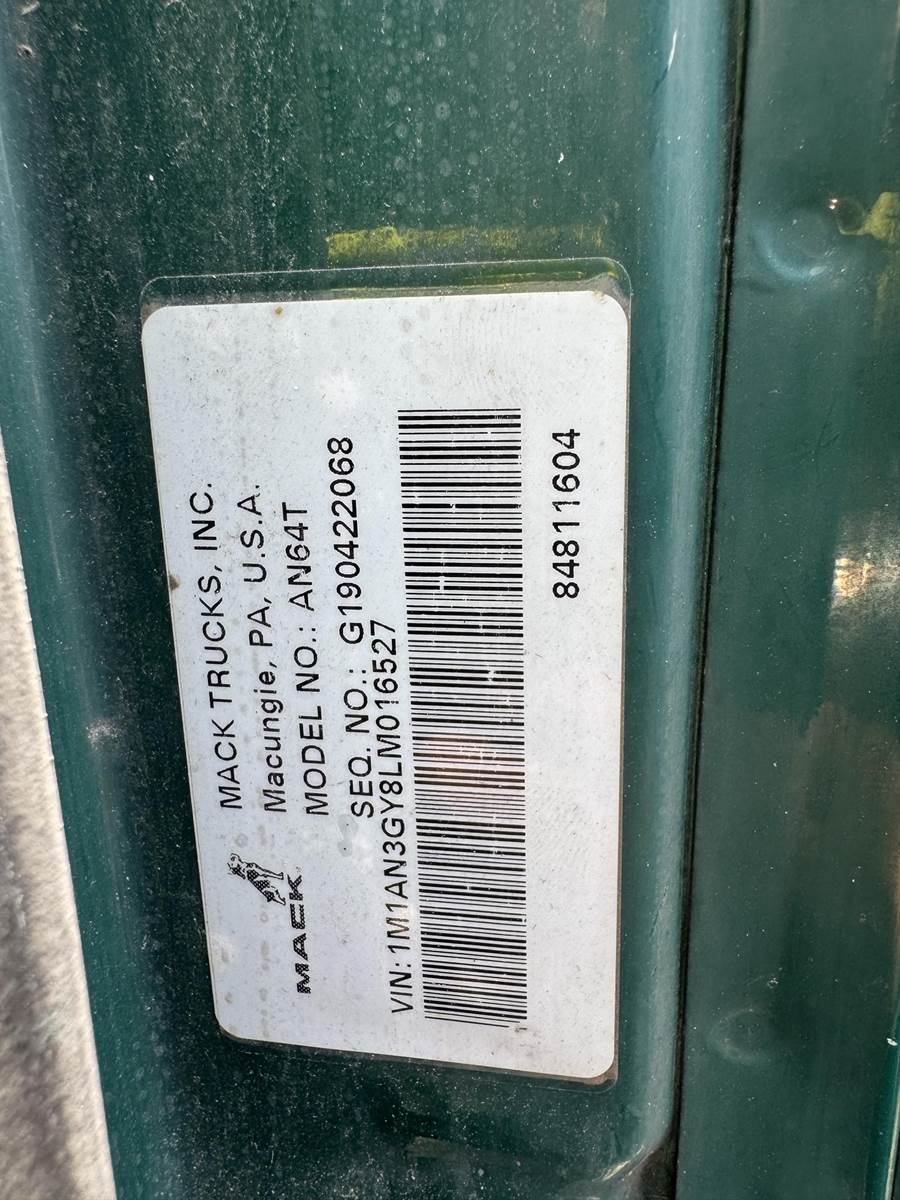 MACK
MACK TRUCKS, INC.
Macungie, PA, U.S.A.
MODEL NO.: AN64T
SEQ. NO.: G190422068
VIN: 1M1AN3GY8LM016527
84811604